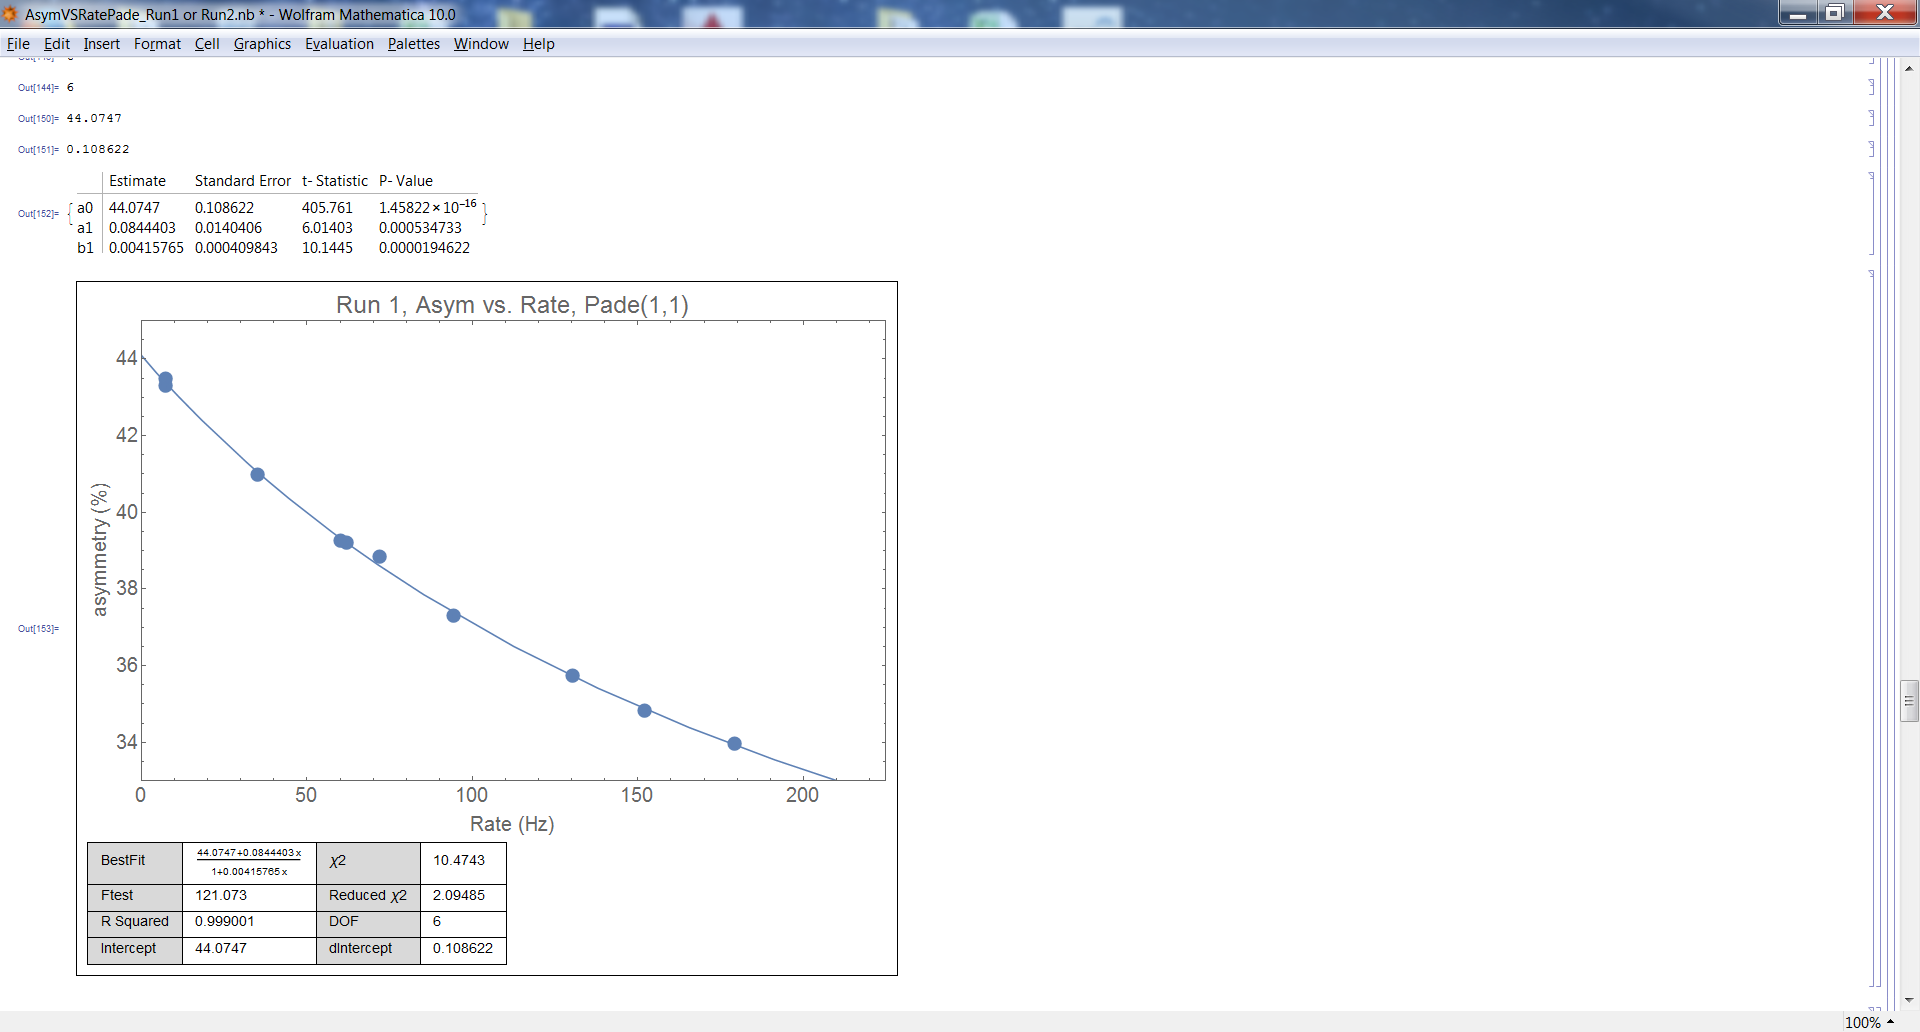 AsymVSRatePade_Run1 or Run2.nb * - Wolfram Mathematica 10.0
File Edit Insert Format Cell Graphics Evaluation Palettes Window Help
Out[144]= 6
Out[150]= 44.0747
Out[151]= 0.108622
Estimate Standard Error t- Statistic P- Value
a0 44.0747 0.108622 405.761 1.45822×10^-16
Out[152]= { }
a1 0.0844403 0.0140406 6.01403 0.000534733
b1 0.00415765 0.000409843 10.1445 0.0000194622
Run 1, Asym vs. Rate, Pade(1,1)
44
42
40
38
36
34
asymmetry (%)
Out[153]=
0 50 100 150 200
Rate (Hz)
BestFit 44.0747+0.0844403x χ2 10.4743
1+0.00415765x
Ftest 121.073 Reduced χ2 2.09485
R Squared 0.999001 DOF 6
Intercept 44.0747 dIntercept 0.108622
100%